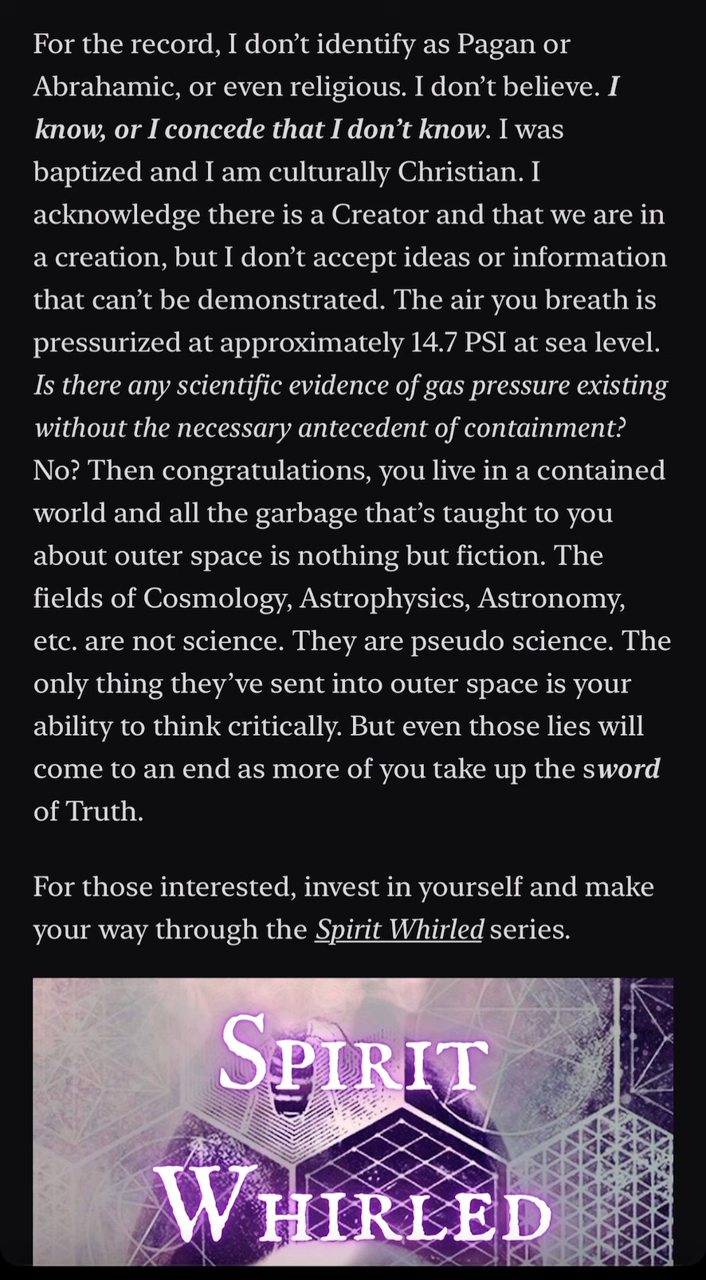 For the record, I don’t identify as Pagan or
Abrahamic, or even religious. I don’t believe. I
know, or I concede that I don’t know. I was
baptized and I am culturally Christian. I
acknowledge there is a Creator and that we are in
a creation, but I don’t accept ideas or information
that can’t be demonstrated. The air you breath is
pressurized at approximately 14.7 PSI at sea level.
Is there any scientific evidence of gas pressure existing
without the necessary antecedent of containment?
No? Then congratulations, you live in a contained
world and all the garbage that’s taught to you
about outer space is nothing but fiction. The
fields of Cosmology, Astrophysics, Astronomy,
etc. are not science. They are pseudo science. The
only thing they’ve sent into outer space is your
ability to think critically. But even those lies will
come to an end as more of you take up the sword
of Truth.
For those interested, invest in yourself and make
your way through the Spirit Whirled series.
Spirit
Whirled